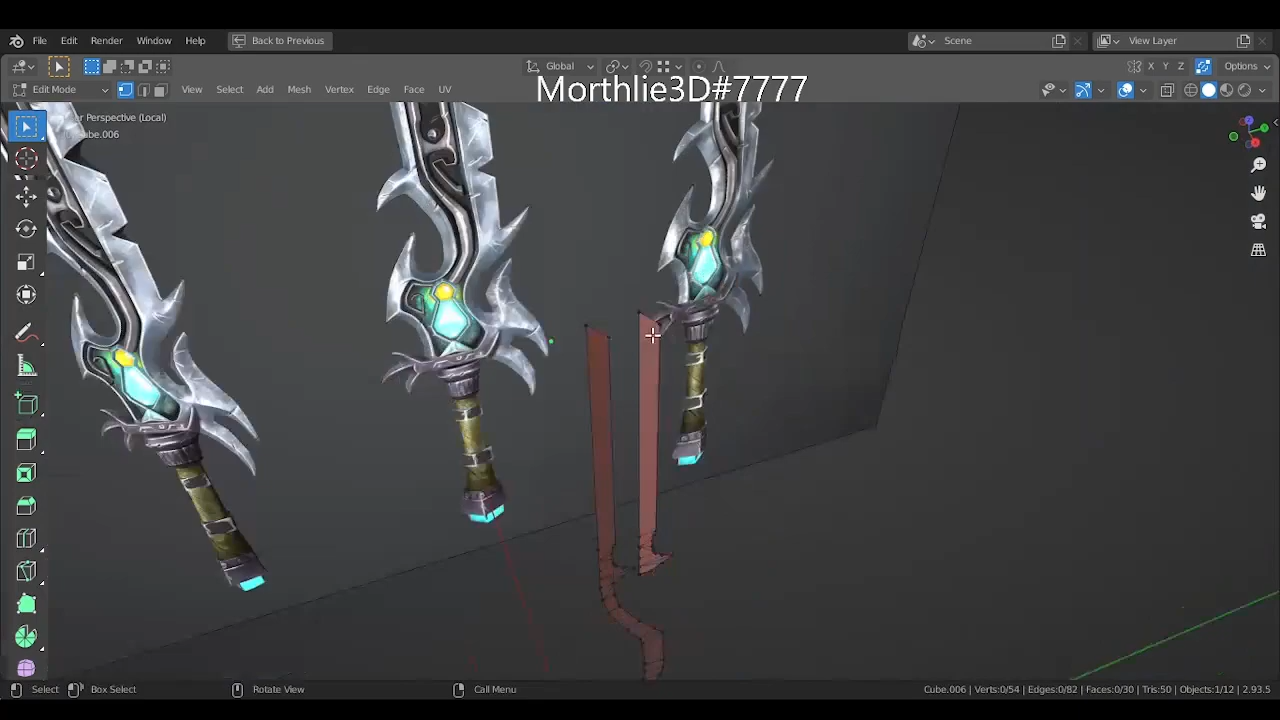 File Edit Render Window Help Back to Previous Scene View Layer
Global X Y Z Options
Morthlie3D#7777
Edit Mode View Select Add Mesh Vertex Edge Face UV
r Perspective (Local)
Cube.006
Select Box Select Rotate View Call Menu Cube.006 | Verts:0/54 | Edges:0/82 | Faces:0/30 | Tris:50 | Objects:1/12 | 2.93.5